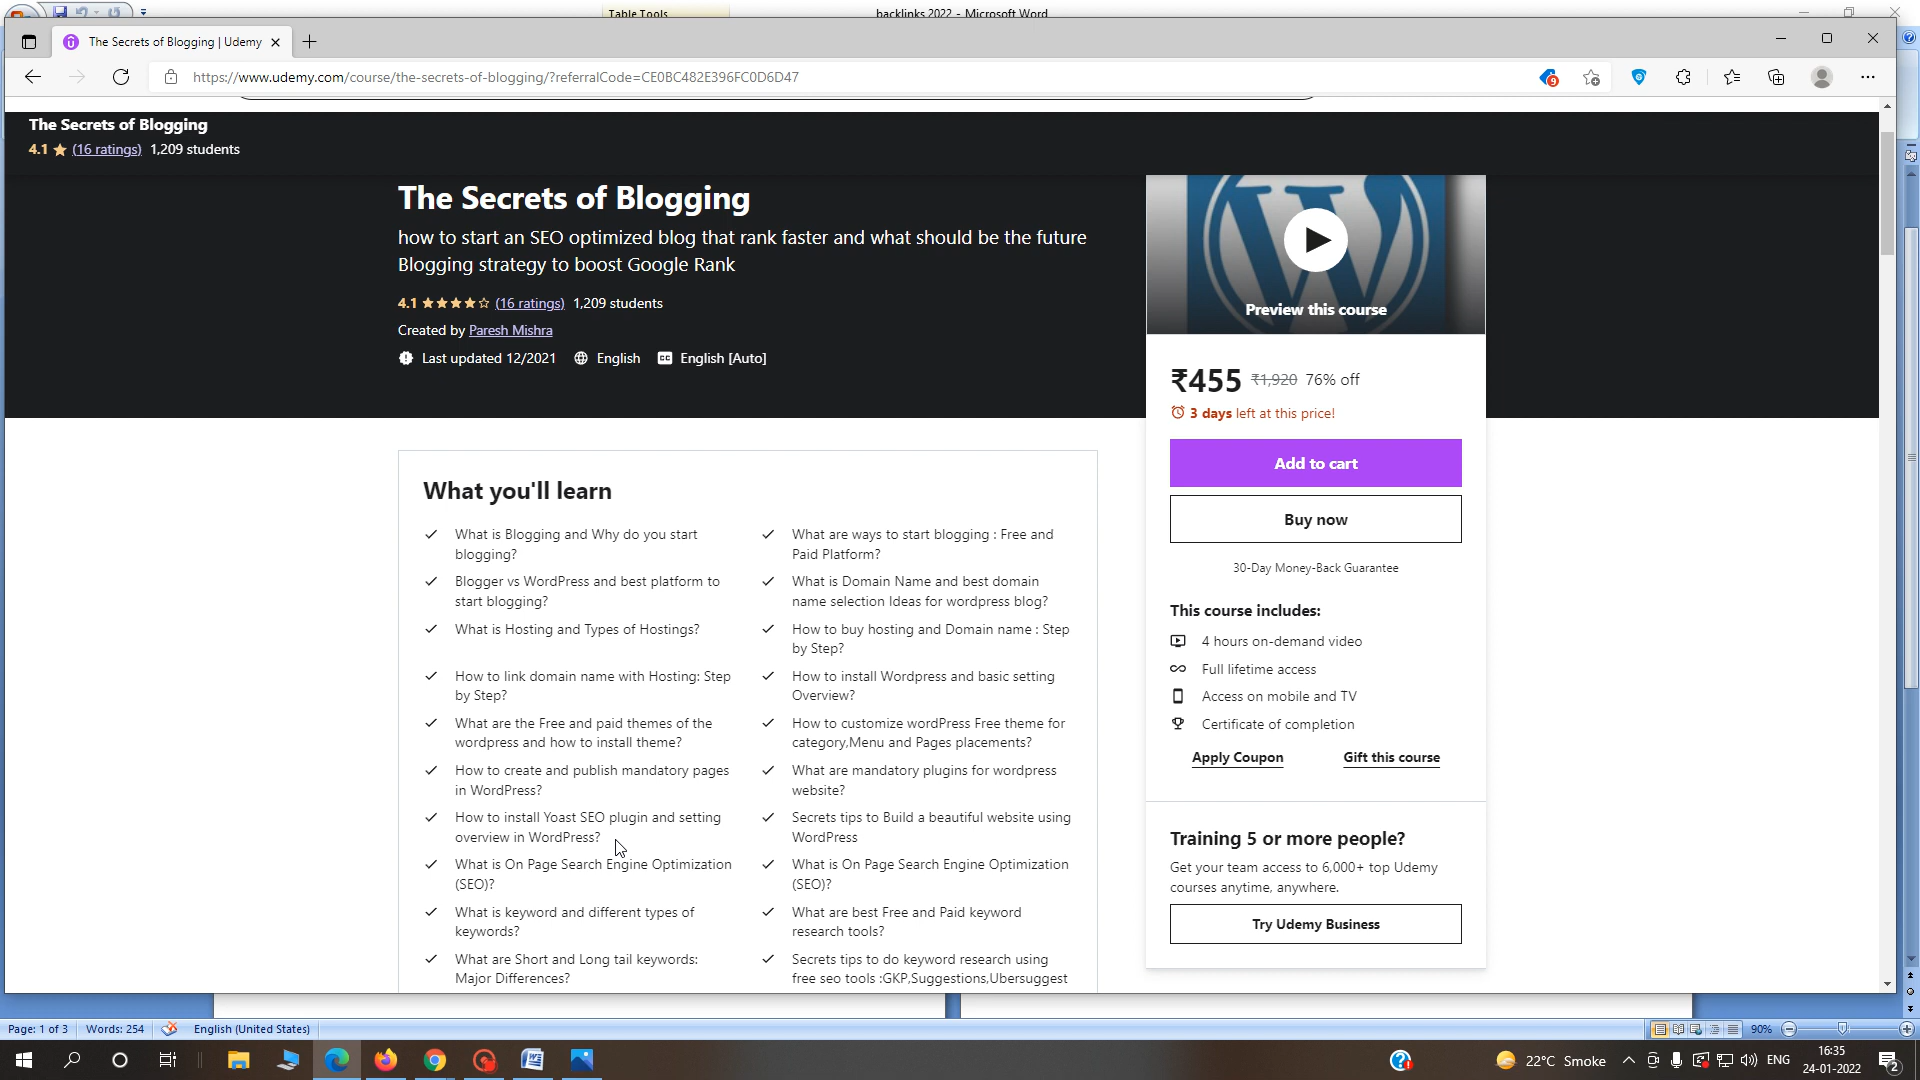 Table Tools
backlinks 2022 - Microsoft Word
The Secrets of Blogging | Udemy
https://www.udemy.com/course/the-secrets-of-blogging/?referralCode=CE0BC482E396FC0D6D47
9
The Secrets of Blogging
4.1 (16 ratings) 1,209 students
The Secrets of Blogging
how to start an SEO optimized blog that rank faster and what should be the future
Blogging strategy to boost Google Rank
4.1 (16 ratings) 1,209 students
Created by Paresh Mishra
Last updated 12/2021 English CC English [Auto]
Preview this course
₹455 ₹1,920 76% off
3 days left at this price!
Add to cart
Buy now
30-Day Money-Back Guarantee
This course includes:
4 hours on-demand video
Full lifetime access
Access on mobile and TV
Certificate of completion
Apply Coupon Gift this course
Training 5 or more people?
Get your team access to 6,000+ top Udemy
courses anytime, anywhere.
Try Udemy Business
What you'll learn
What is Blogging and Why do you start
blogging?
What are ways to start blogging : Free and
Paid Platform?
Blogger vs WordPress and best platform to
start blogging?
What is Domain Name and best domain
name selection Ideas for wordpress blog?
What is Hosting and Types of Hostings?
How to buy hosting and Domain name : Step
by Step?
How to link domain name with Hosting: Step
by Step?
How to install Wordpress and basic setting
Overview?
What are the Free and paid themes of the
wordpress and how to install theme?
How to customize wordPress Free theme for
category,Menu and Pages placements?
How to create and publish mandatory pages
in WordPress?
What are mandatory plugins for wordpress
website?
How to install Yoast SEO plugin and setting
overview in WordPress?
Secrets tips to Build a beautiful website using
WordPress
What is On Page Search Engine Optimization
(SEO)?
What is On Page Search Engine Optimization
(SEO)?
What is keyword and different types of
keywords?
What are best Free and Paid keyword
research tools?
What are Short and Long tail keywords:
Major Differences?
Secrets tips to do keyword research using
free seo tools :GKP,Suggestions,Ubersuggest
Page: 1 of 3 Words: 254 English (United States) 90%
22°C Smoke ENG
16:35
24-01-2022
2